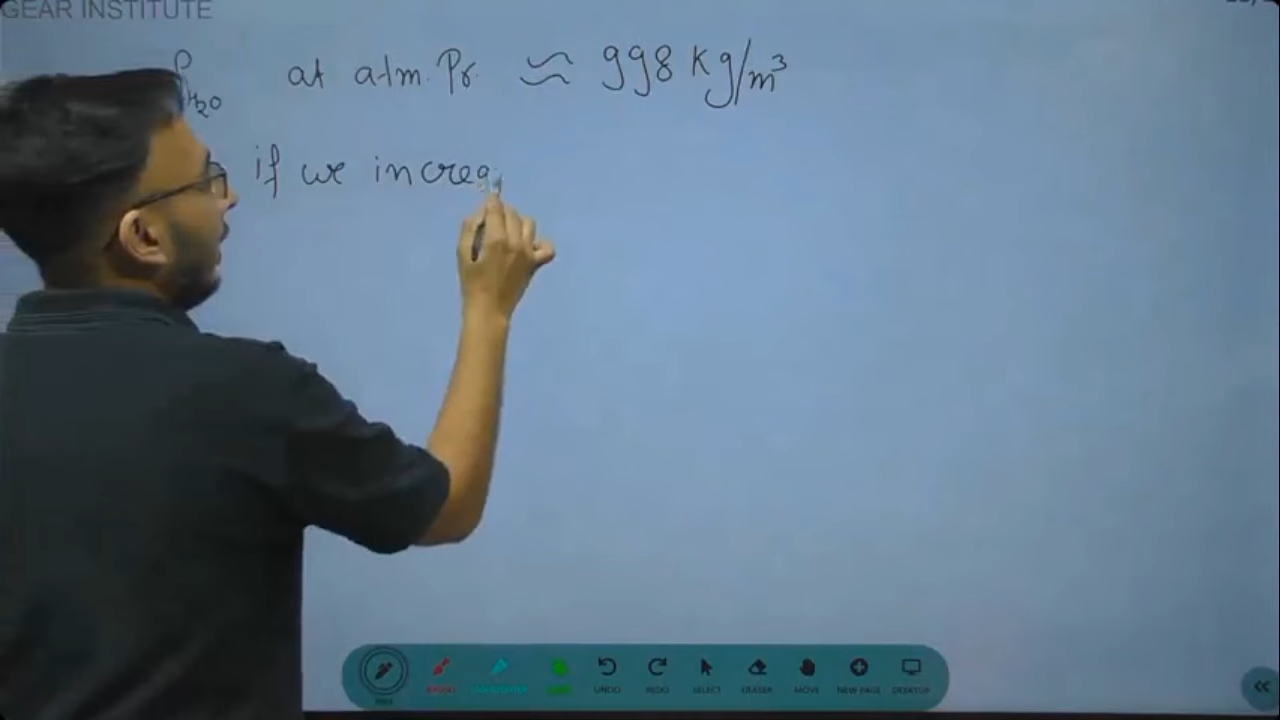 GEAR INSTITUTE
ρH₂O at atm. Pr. ≈ 998 Kg/m³
if we increa
UNDO REDO SELECT ERASER MOVE NEW PAGE DESKTOP